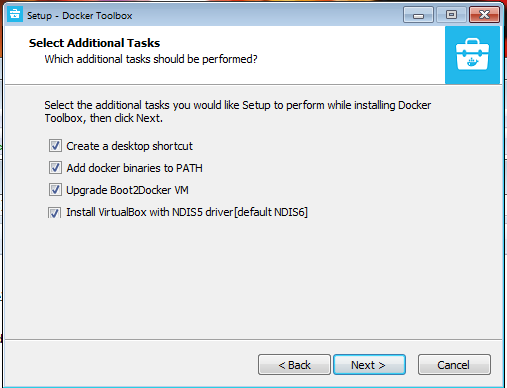 Setup - Docker Toolbox
Select Additional Tasks
Which additional tasks should be performed?
Select the additional tasks you would like Setup to perform while installing Docker
Toolbox, then click Next.
Create a desktop shortcut
Add docker binaries to PATH
Upgrade Boot2Docker VM
Install VirtualBox with NDIS5 driver[default NDIS6]
< Back
Next >
Cancel